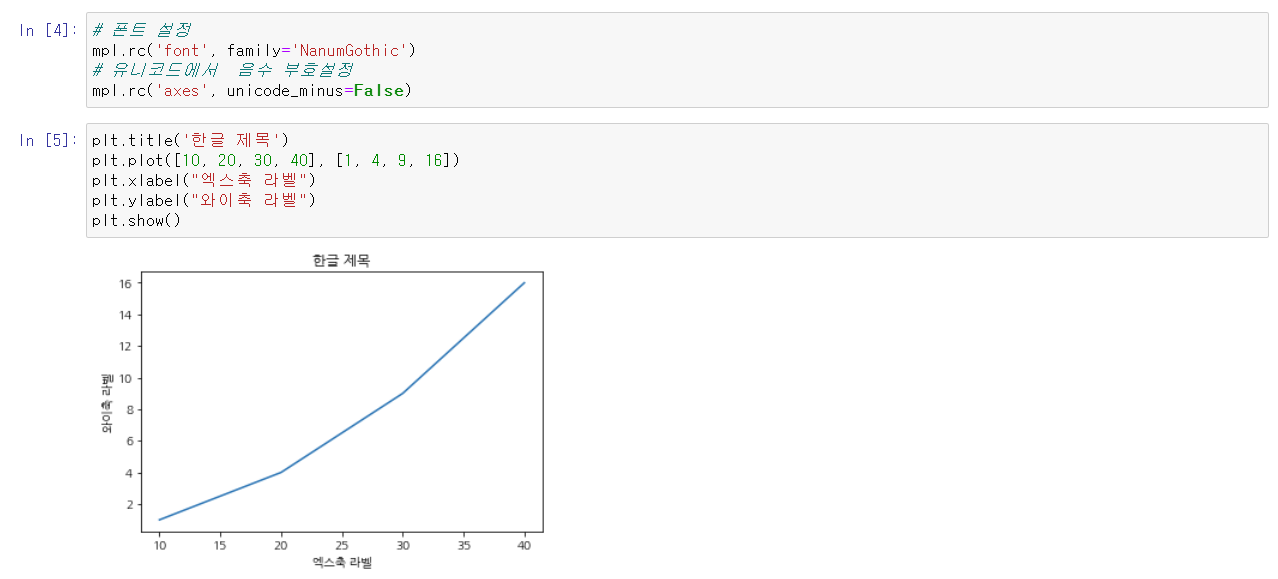 In [4]:
# 폰트 설정
mpl.rc('font', family='NanumGothic')
# 유니코드에서  음수 부호설정
mpl.rc('axes', unicode_minus=False)
In [5]:
plt.title('한글 제목')
plt.plot([10, 20, 30, 40], [1, 4, 9, 16])
plt.xlabel("엑스축 라벨")
plt.ylabel("와이축 라벨")
plt.show()
한글 제목
와이축 라벨
16
14
12
10
8
6
4
2
10 15 20 25 30 35 40
엑스축 라벨